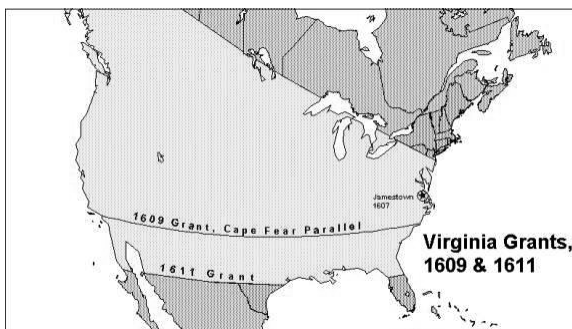 Jamestown
1607
1609 Grant, Cape Fear Parallel
1611 Grant
Virginia Grants,
1609 & 1611